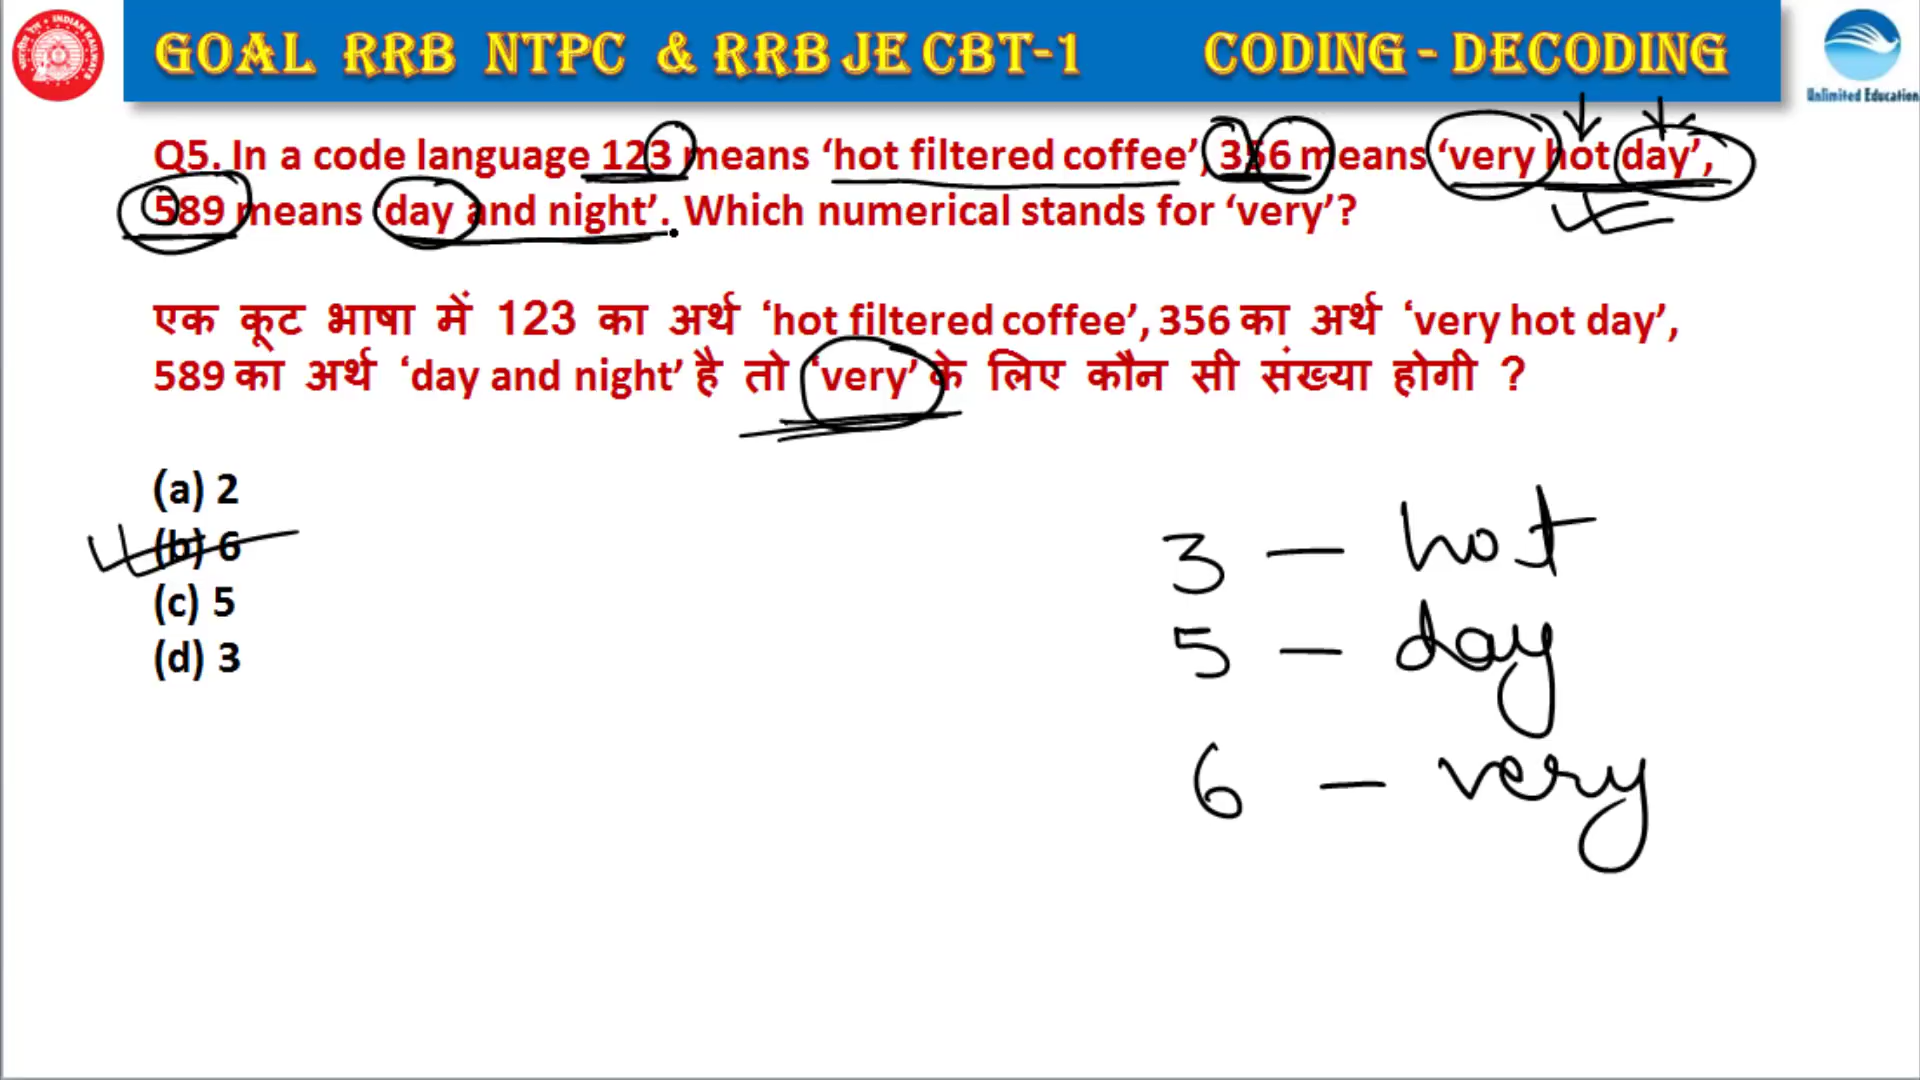 GOAL RRB NTPC & RRB JE CBT-1 CODING - DECODING
INDIAN RAILWAYS
Unlimited Education
Q5. In a code language 123 means ‘hot filtered coffee’, 356 means ‘very hot day’,
589 means ‘day and night’. Which numerical stands for ‘very’?
एक कूट भाषा में 123 का अर्थ ‘hot filtered coffee’, 356 का अर्थ ‘very hot day’,
589 का अर्थ ‘day and night’ है तो ‘very’ के लिए कौन सी संख्या होगी ?
(a) 2
(b) 6
(c) 5
(d) 3
3 — hot
5 — day
6 — very